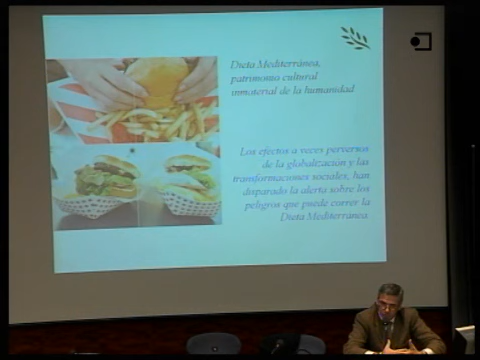 Dieta Mediterránea,
patrimonio cultural
inmaterial de la humanidad
Los efectos a veces perversos
de la globalización y las
transformaciones sociales, han
disparado la alerta sobre los
peligros que puede correr la
Dieta Mediterránea